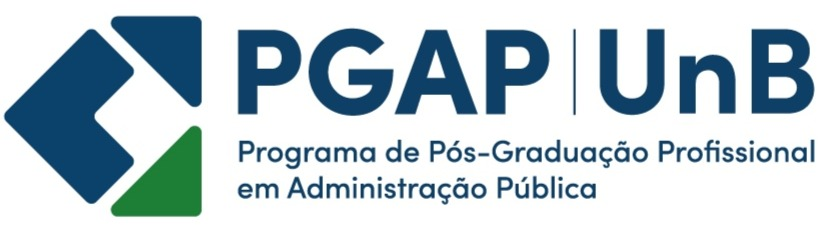 PGAP | UnB
Programa de Pós-Graduação Profissional
em Administração Pública